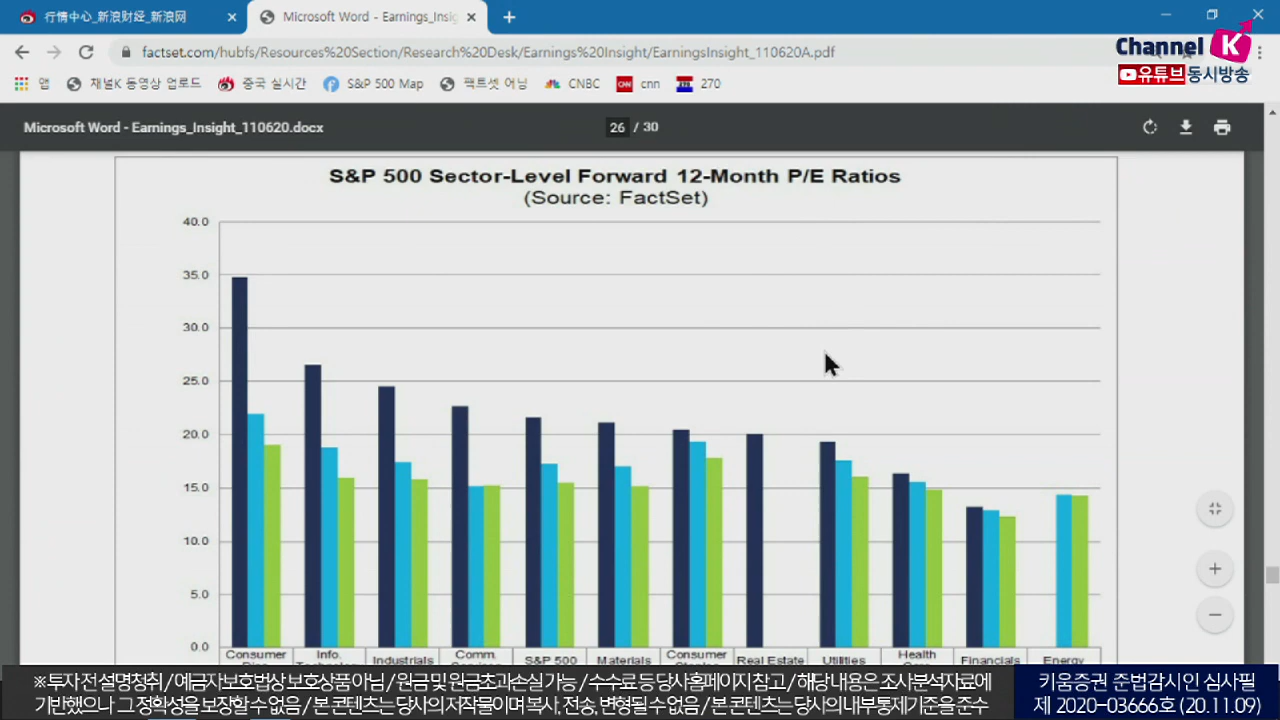 行情中心_新浪财经_新浪网
Microsoft Word - Earnings_Insig
factset.com/hubfs/Resources%20Section/Research%20Desk/Earnings%20Insight/EarningsInsight_110620A.pdf
Channel K
유튜브동시방송
앱 채널K 동영상 업로드 중국 실시간 S&P 500 Map 어닝 CNBC cnn 270
Microsoft Word - Earnings_Insight_110620.docx
26 / 30
S&P 500 Sector-Level Forward 12-Month P/E Ratios
(Source: FactSet)
40.0
35.0
30.0
25.0
20.0
15.0
10.0
5.0
0.0
Consumer Info. Industrials Comm. S&P 500 Materials Consumer Real Estate Utilities Health Financials Energy
※투자 전 설명청취 / 예금자보호법상 보호상품 아님 / 원금 및 원금초과손실 가능 / 수수료 등 당사홈페이지 참고 / 해당 내용은 조사분석자료에
기반했으나 그 정확성을 보장할 수 없음 / 본 콘텐츠는 당사의 저작물이며 복사, 전송, 변형될 수 없음 / 본 콘텐츠는 당사의 내부통제기준을 준수
키움증권 준법감시인 심사필
제 2020-03666호 (20.11.09)